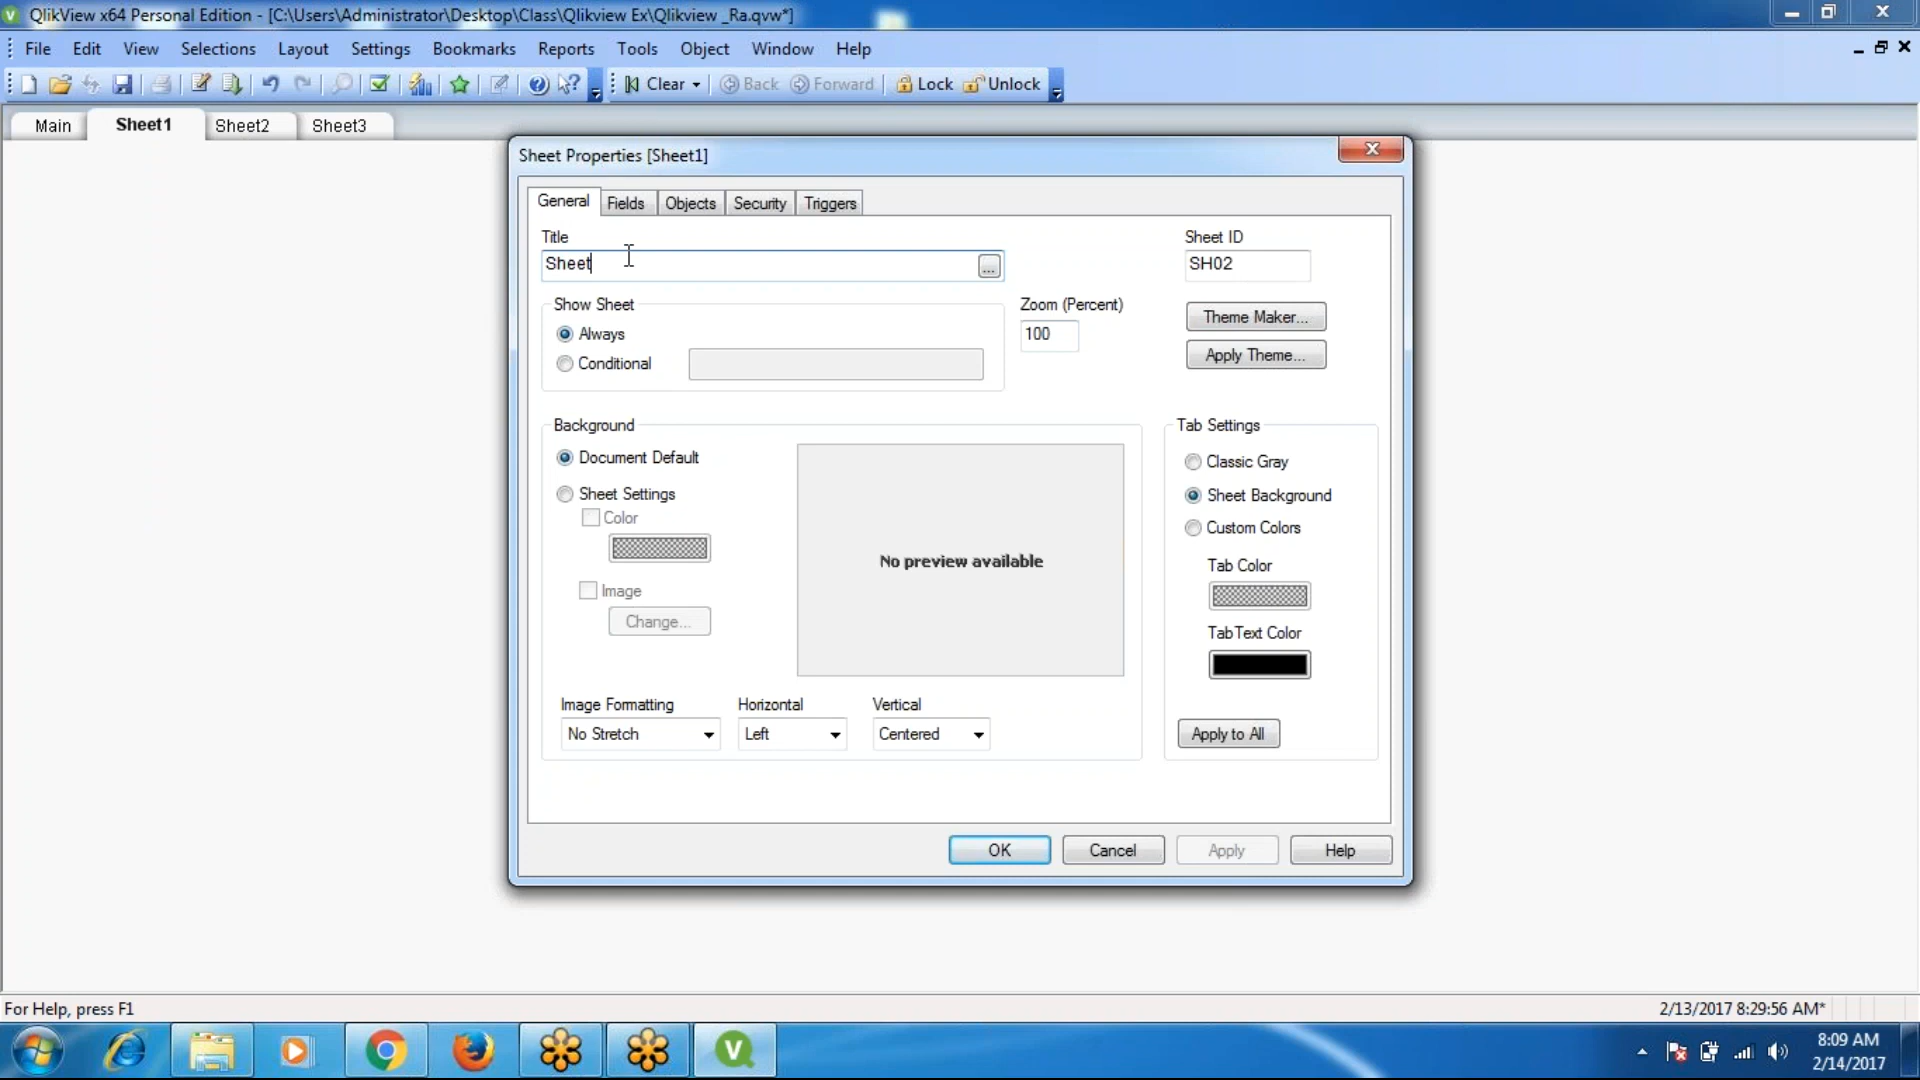 QlikView x64 Personal Edition - [C:\Users\Administrator\Desktop\Class\Qlikview Ex\Qlikview _Ra.qvw*]
File Edit View Selections Layout Settings Bookmarks Reports Tools Object Window Help
Clear Back Forward Lock Unlock
Main Sheet1 Sheet2 Sheet3
Sheet Properties [Sheet1]
General Fields Objects Security Triggers
Title Sheet ID
Sheet ... SH02
Show Sheet Zoom (Percent)
Always 100 Theme Maker...
Conditional Apply Theme...
Background Tab Settings
Document Default Classic Gray
Sheet Settings Sheet Background
Color Custom Colors
No preview available Tab Color
Image
Change... Tab Text Color
Image Formatting Horizontal Vertical
No Stretch Left Centered Apply to All
OK Cancel Apply Help
For Help, press F1 2/13/2017 8:29:56 AM*
8:09 AM
2/14/2017